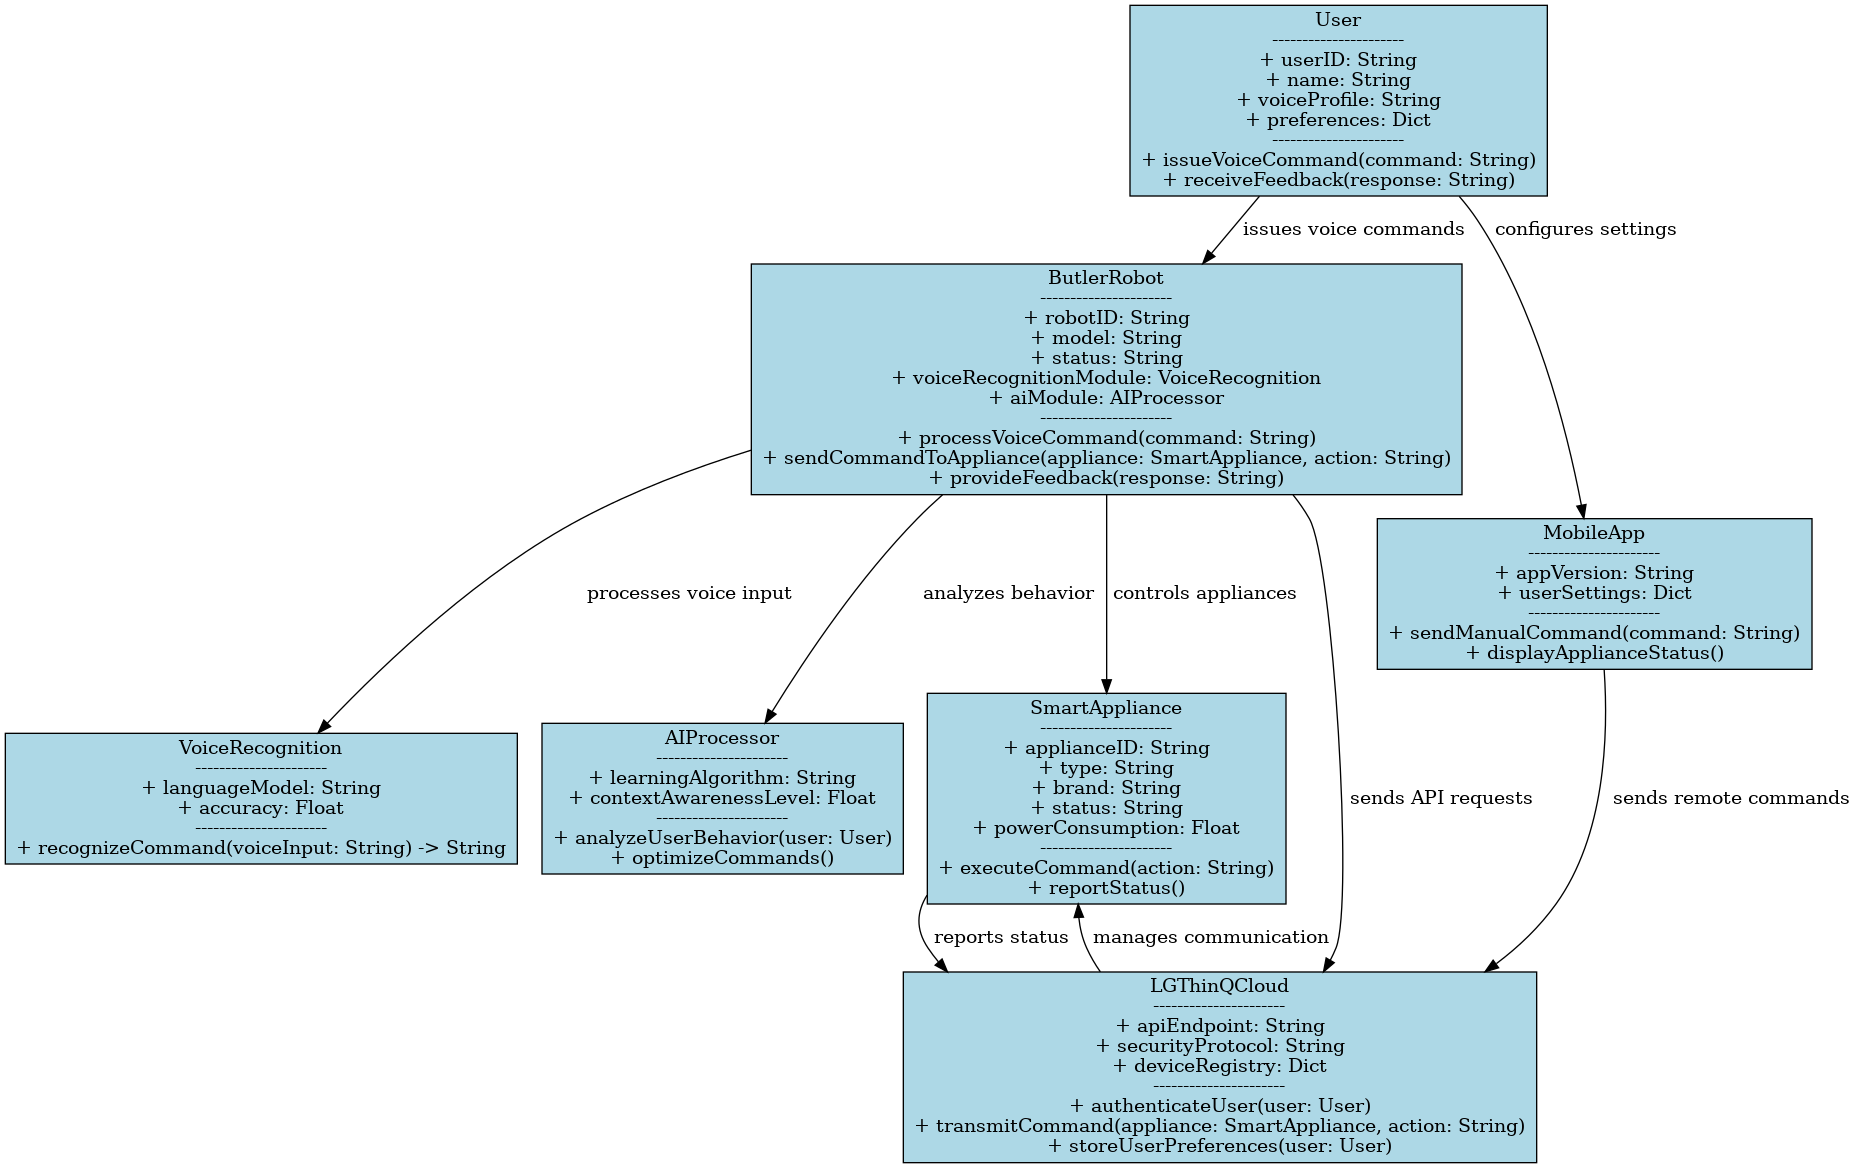 User
----------------------
+ userID: String
+ name: String
+ voiceProfile: String
+ preferences: Dict
----------------------
+ issueVoiceCommand(command: String)
+ receiveFeedback(response: String)
issues voice commands
configures settings
ButlerRobot
----------------------
+ robotID: String
+ model: String
+ status: String
+ voiceRecognitionModule: VoiceRecognition
+ aiModule: AIProcessor
----------------------
+ processVoiceCommand(command: String)
+ sendCommandToAppliance(appliance: SmartAppliance, action: String)
+ provideFeedback(response: String)
MobileApp
----------------------
+ appVersion: String
+ userSettings: Dict
----------------------
+ sendManualCommand(command: String)
+ displayApplianceStatus()
processes voice input
analyzes behavior
controls appliances
VoiceRecognition
----------------------
+ languageModel: String
+ accuracy: Float
----------------------
+ recognizeCommand(voiceInput: String) -> String
AIProcessor
----------------------
+ learningAlgorithm: String
+ contextAwarenessLevel: Float
----------------------
+ analyzeUserBehavior(user: User)
+ optimizeCommands()
SmartAppliance
----------------------
+ applianceID: String
+ type: String
+ brand: String
+ status: String
+ powerConsumption: Float
----------------------
+ executeCommand(action: String)
+ reportStatus()
sends API requests
sends remote commands
reports status
manages communication
LGThinQCloud
----------------------
+ apiEndpoint: String
+ securityProtocol: String
+ deviceRegistry: Dict
----------------------
+ authenticateUser(user: User)
+ transmitCommand(appliance: SmartAppliance, action: String)
+ storeUserPreferences(user: User)